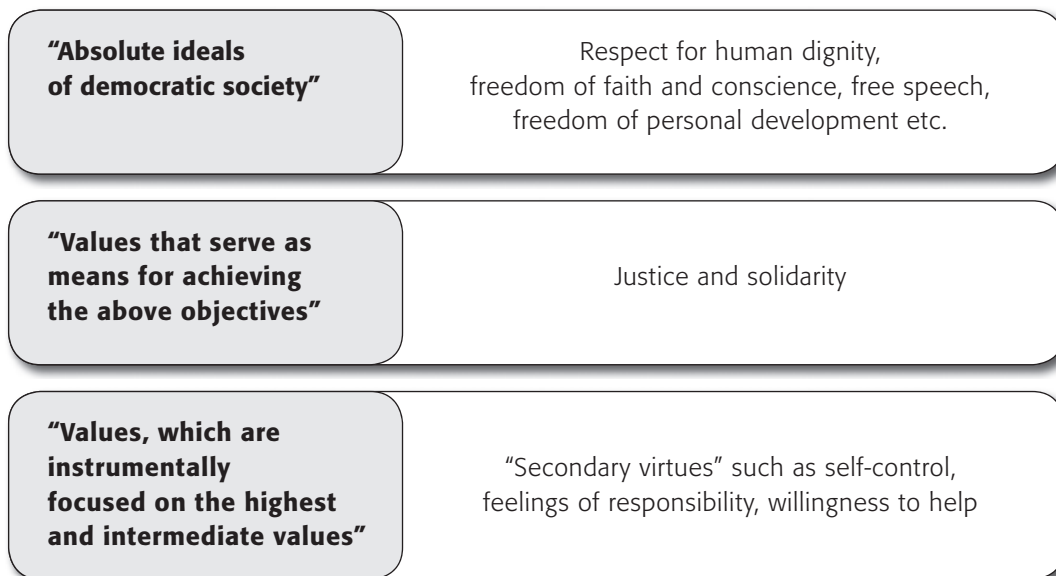 “Absolute ideals
of democratic society”
Respect for human dignity,
freedom of faith and conscience, free speech,
freedom of personal development etc.
“Values that serve as
means for achieving
the above objectives”
Justice and solidarity
“Values, which are
instrumentally
focused on the highest
and intermediate values”
“Secondary virtues” such as self-control,
feelings of responsibility, willingness to help